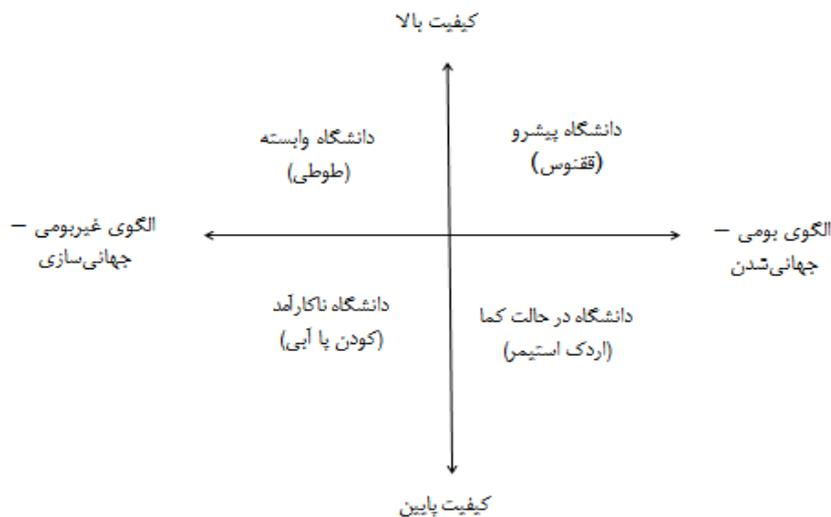 کیفیت بالا
دانشگاه پیشرو
(ققنوس)
دانشگاه وابسته
(طوطی)
الگوی بومی –
جهانی‌شدن
الگوی غیربومی –
جهانی‌سازی
دانشگاه در حالت کما
(اردک استیمر)
دانشگاه ناکارآمد
(کودن پا آبی)
کیفیت پایین